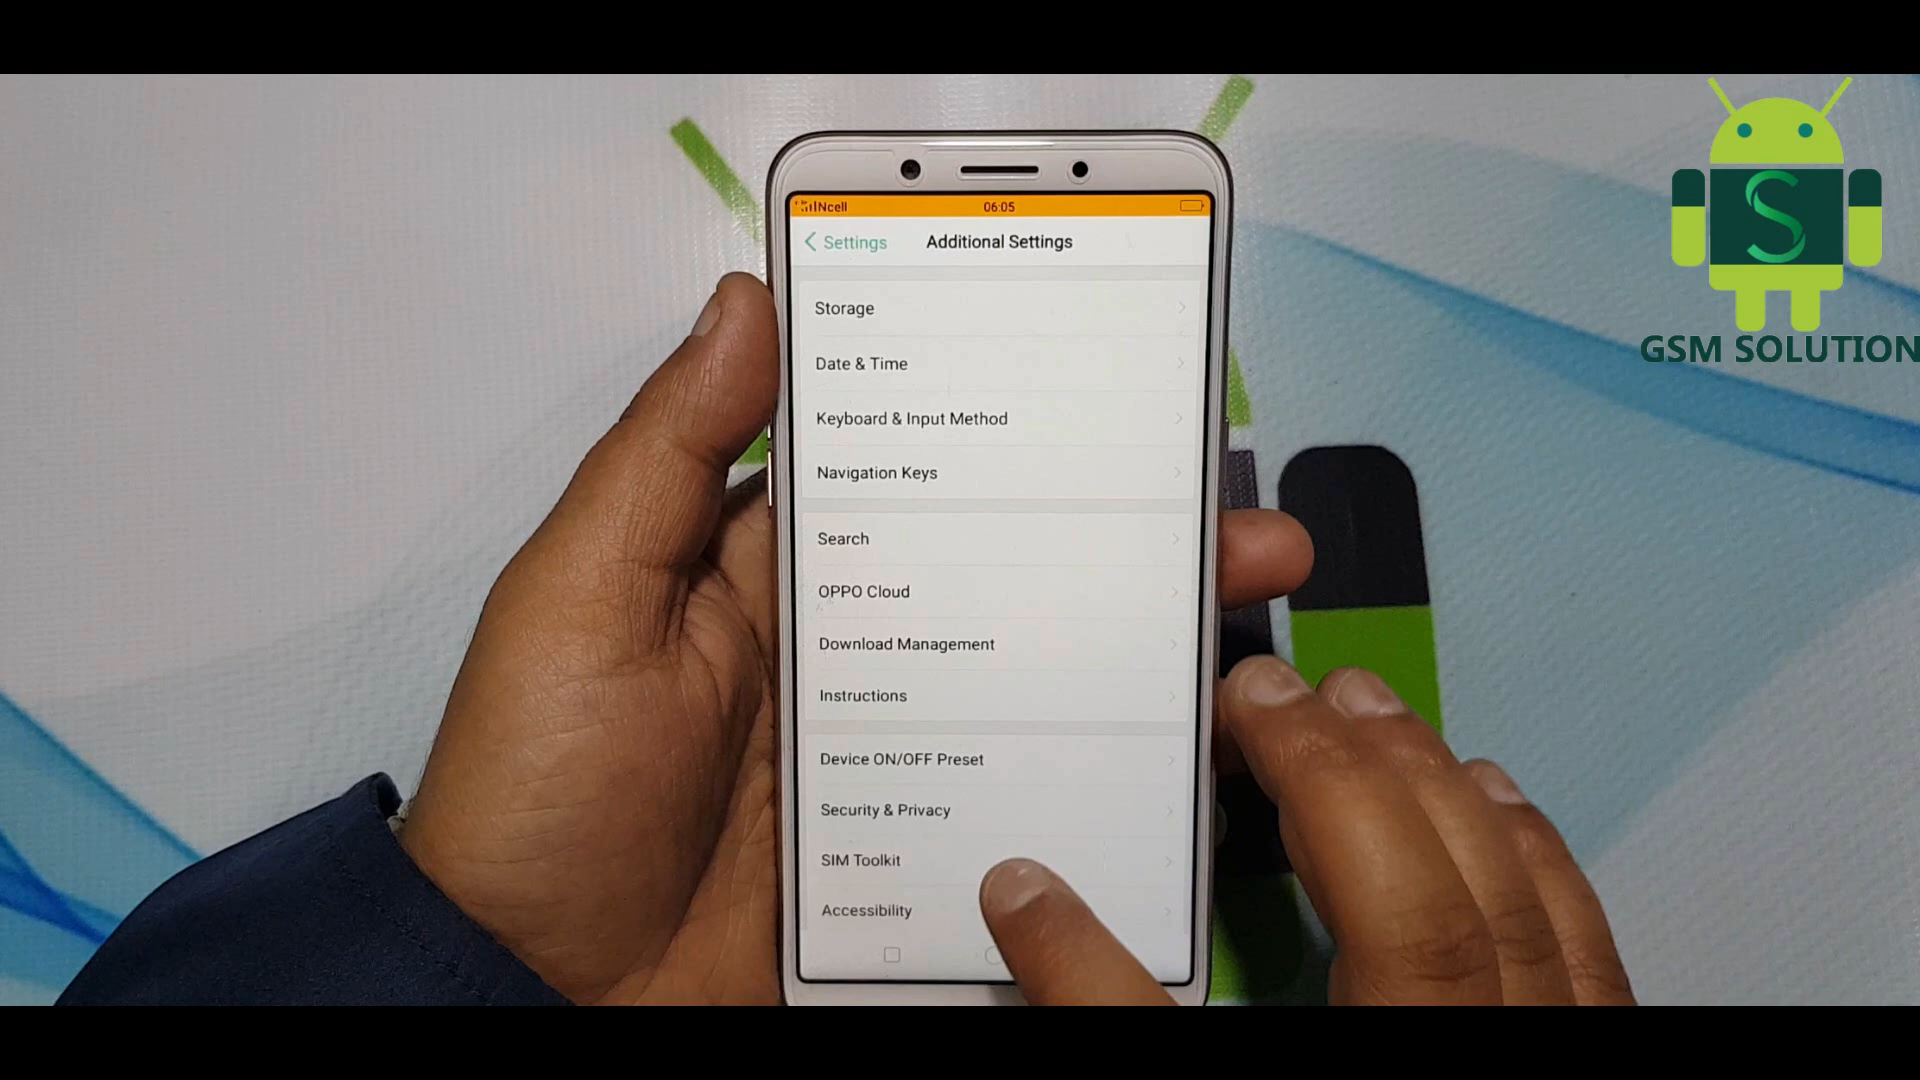 Ncell
06:05
Settings
Additional Settings
Storage
Date & Time
Keyboard & Input Method
Navigation Keys
Search
OPPO Cloud
Download Management
Instructions
Device ON/OFF Preset
Security & Privacy
SIM Toolkit
Accessibility
S
GSM SOLUTION